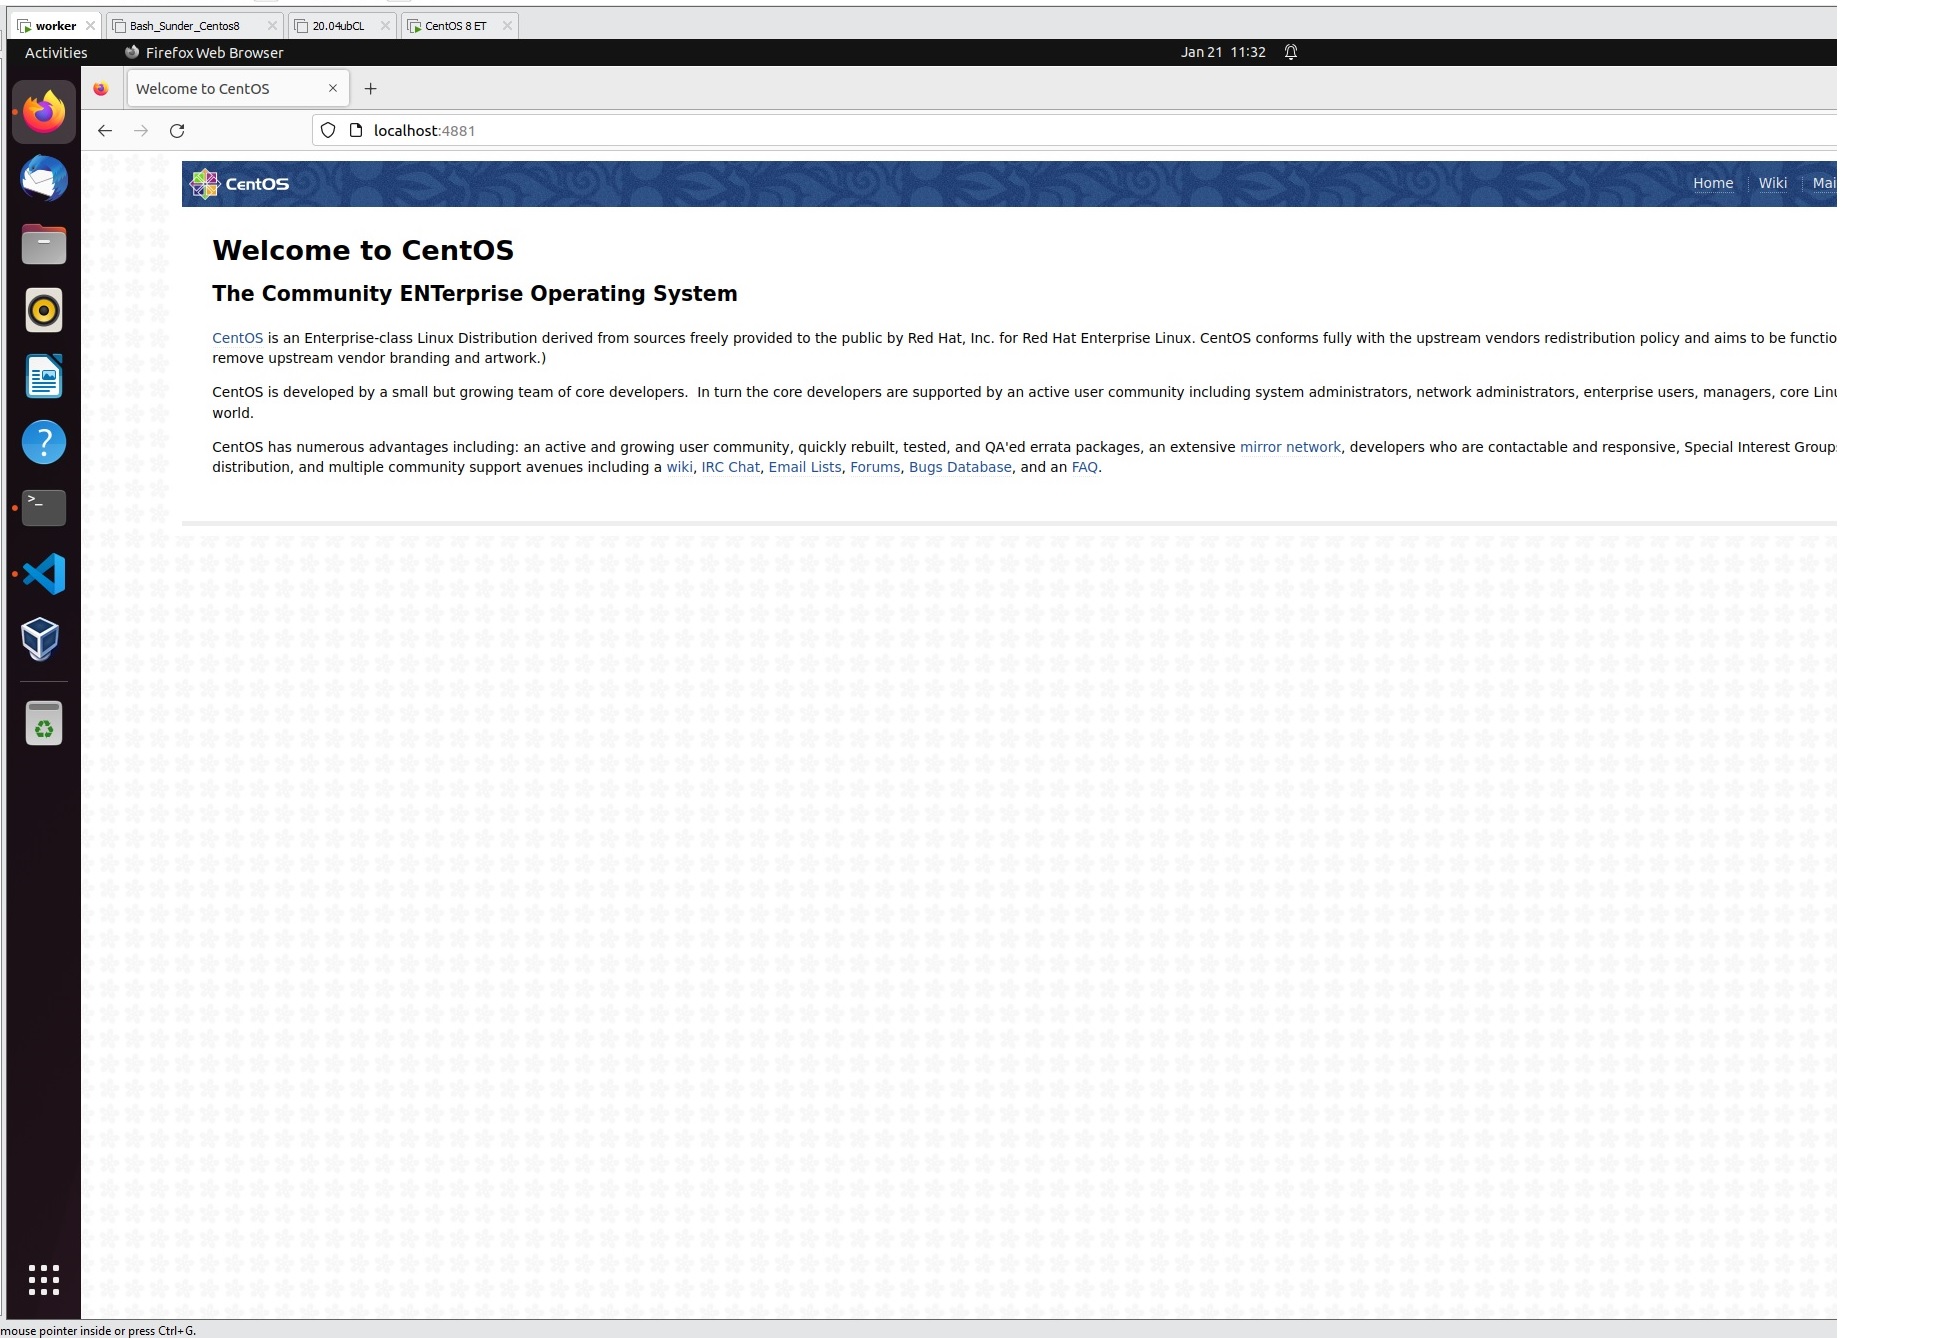 worker
Bash_Sunder_Centos8
20.04ubCL
CentOS 8 ET
Activities
Firefox Web Browser
Jan 21 11:32
Welcome to CentOS
localhost:4881
CentOS
Home
Wiki
Mai
Welcome to CentOS
The Community ENTerprise Operating System
CentOS is an Enterprise-class Linux Distribution derived from sources freely provided to the public by Red Hat, Inc. for Red Hat Enterprise Linux. CentOS conforms fully with the upstream vendors redistribution policy and aims to be functio
remove upstream vendor branding and artwork.)
CentOS is developed by a small but growing team of core developers. In turn the core developers are supported by an active user community including system administrators, network administrators, enterprise users, managers, core Linu
world.
CentOS has numerous advantages including: an active and growing user community, quickly rebuilt, tested, and QA'ed errata packages, an extensive mirror network, developers who are contactable and responsive, Special Interest Groups
distribution, and multiple community support avenues including a wiki, IRC Chat, Email Lists, Forums, Bugs Database, and an FAQ.
mouse pointer inside or press Ctrl+G.